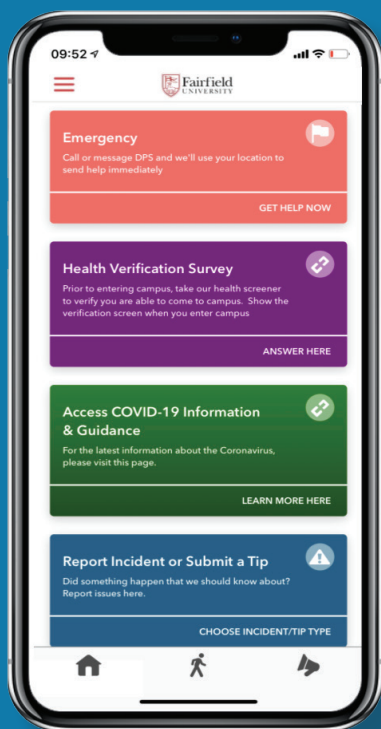 09:52
Fairfield
UNIVERSITY
Emergency
Call or message DPS and we'll use your location to
send help immediately
GET HELP NOW
Health Verification Survey
Prior to entering campus, take our health screener
to verify you are able to come to campus. Show the
verification screen when you enter campus
ANSWER HERE
Access COVID-19 Information
& Guidance
For the latest information about the Coronavirus,
please visit this page.
LEARN MORE HERE
Report Incident or Submit a Tip
Did something happen that we should know about?
Report issues here.
CHOOSE INCIDENT/TIP TYPE